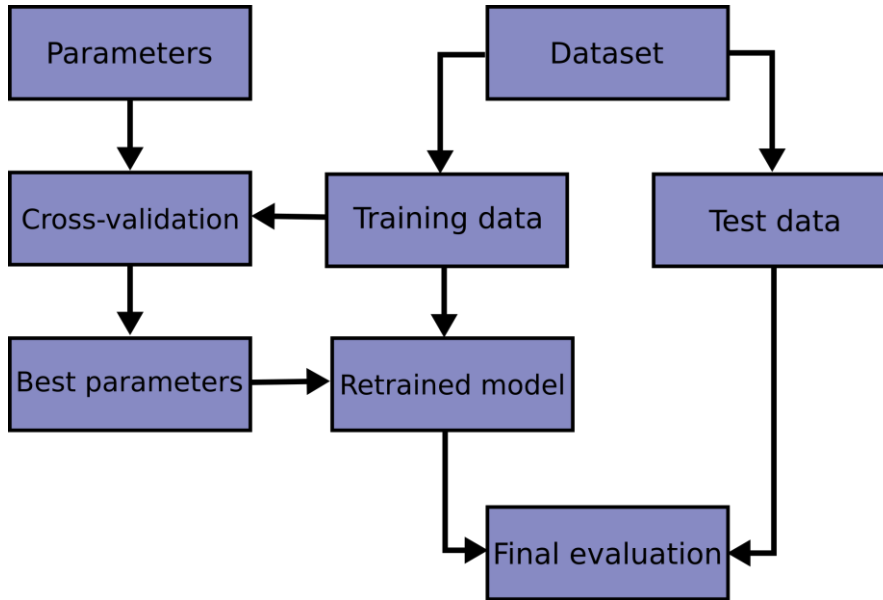 Parameters
Dataset
Cross-validation
Training data
Test data
Best parameters
Retrained model
Final evaluation